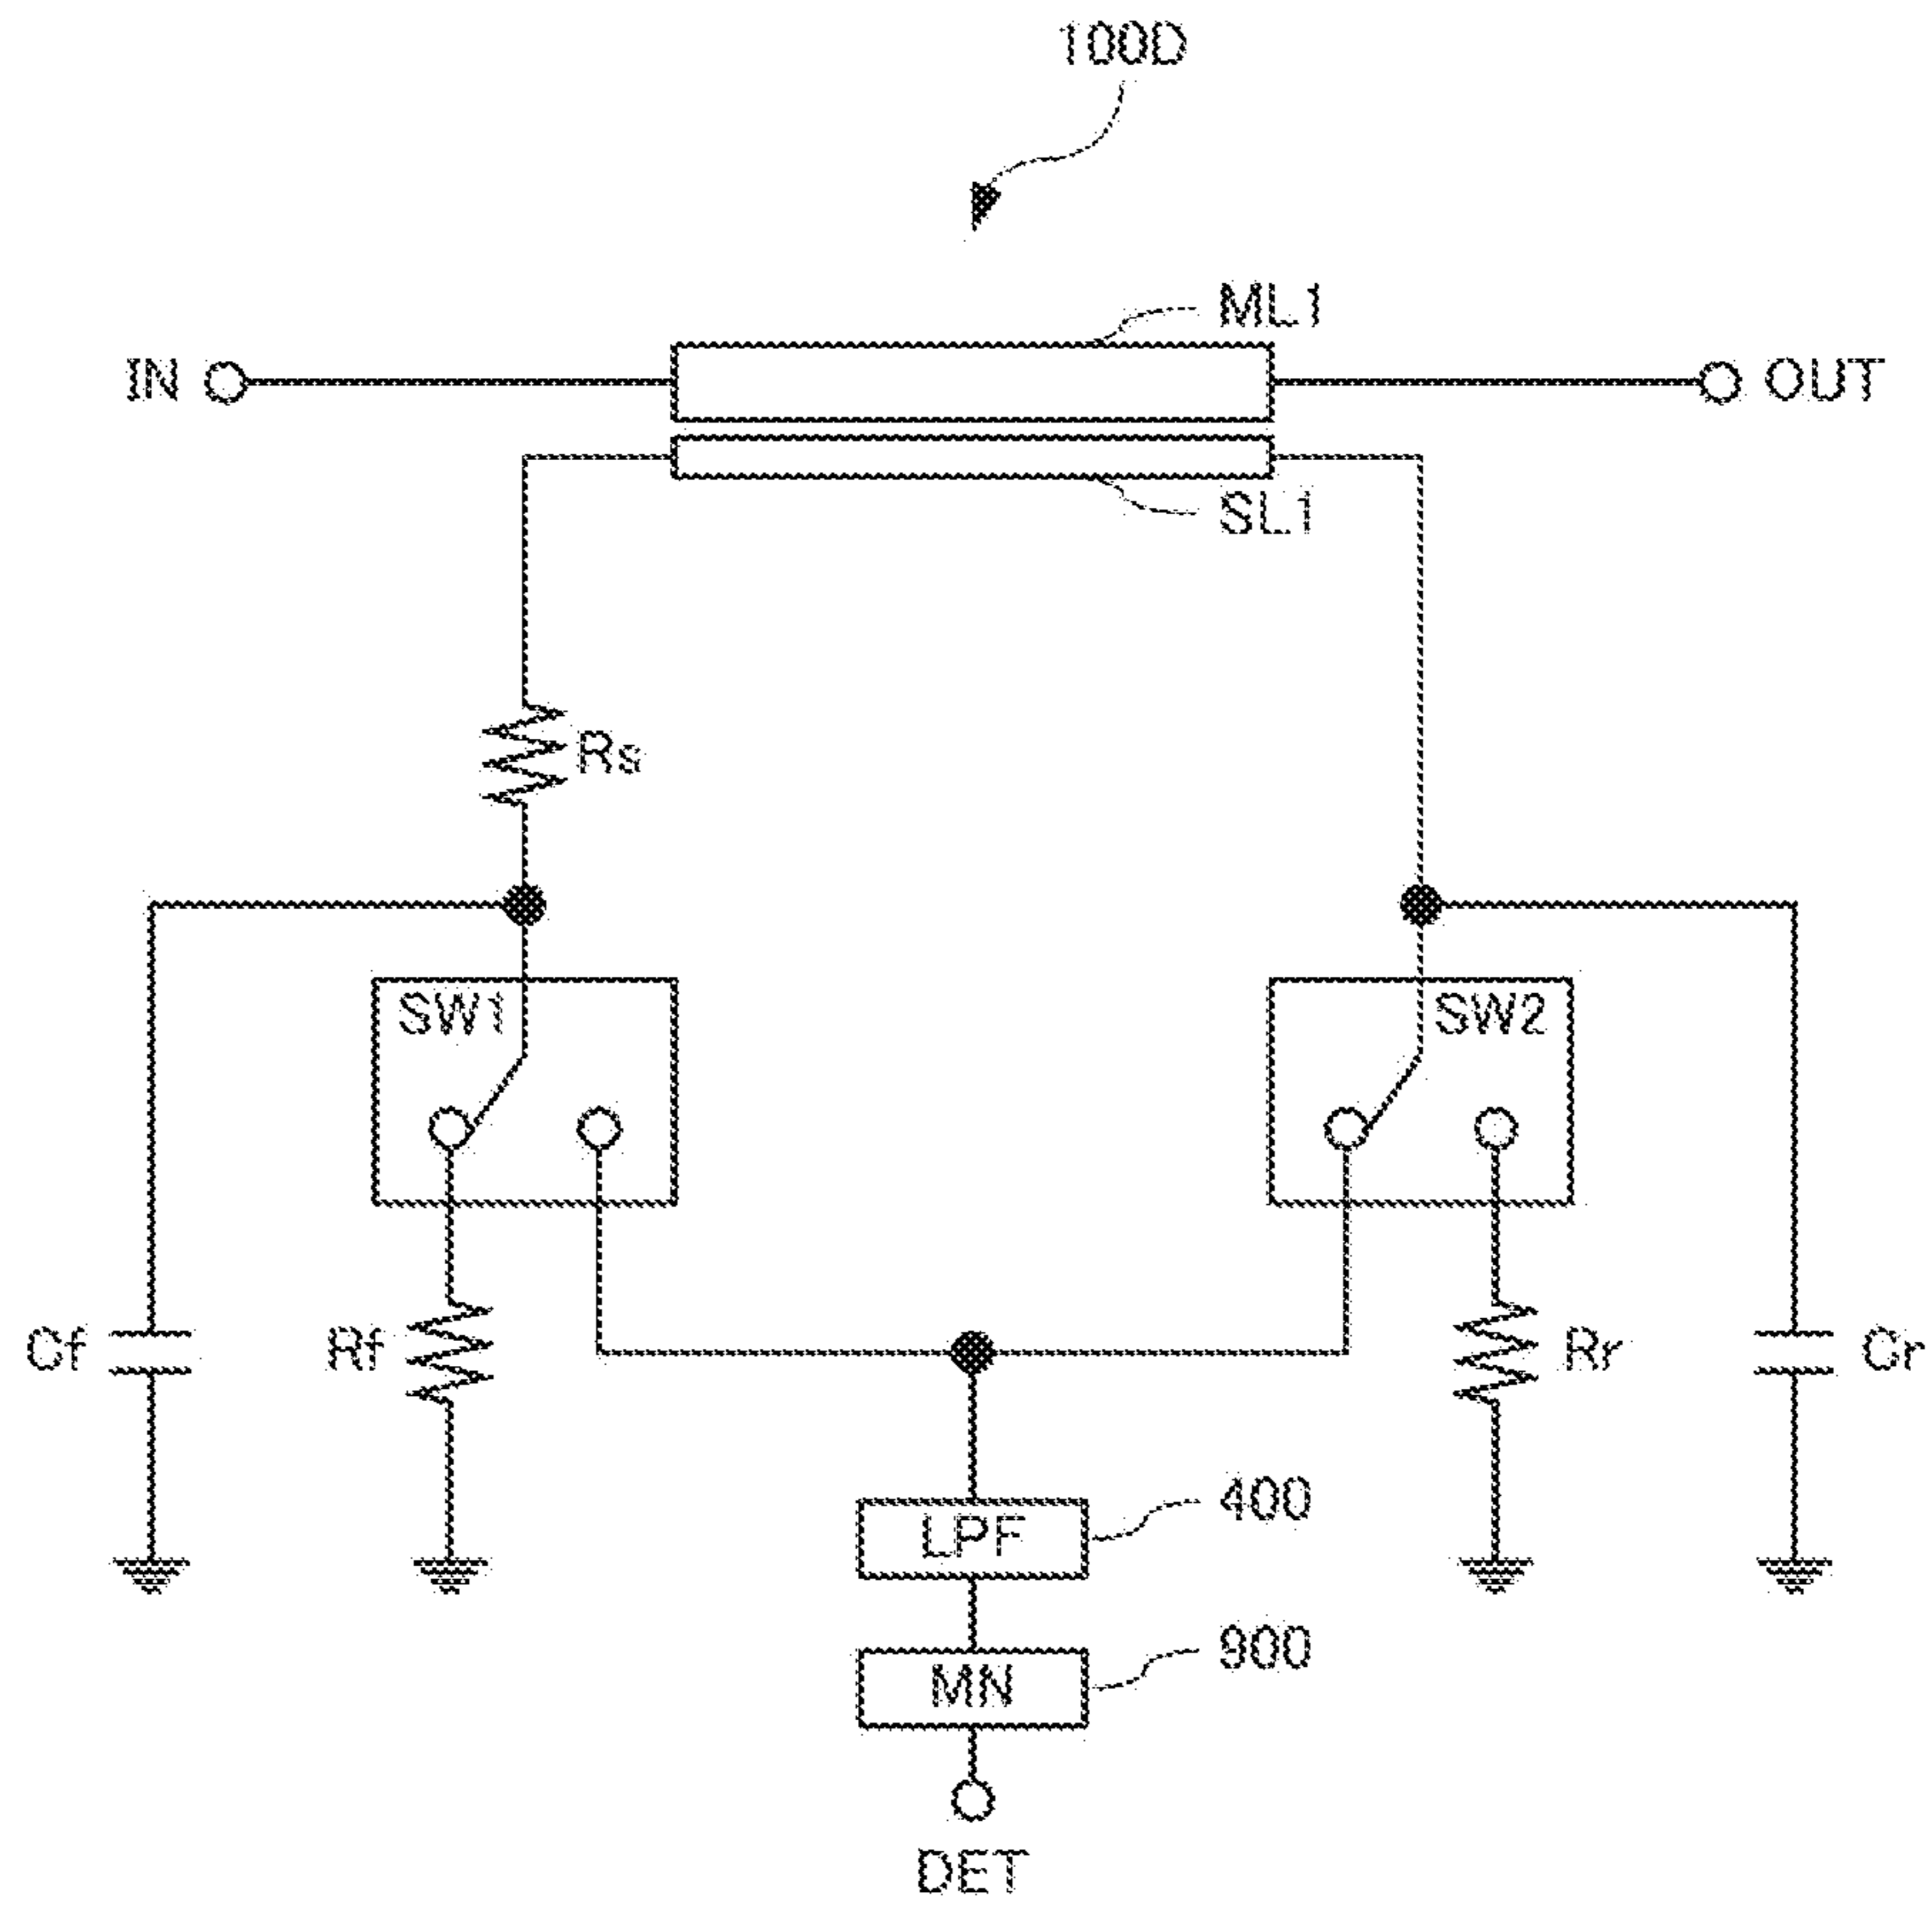 100D
ML1
IN
OUT
SL1
Rs
SW1
SW2
Cf
Rf
Rr
Cr
400
LPF
900
MN
DET